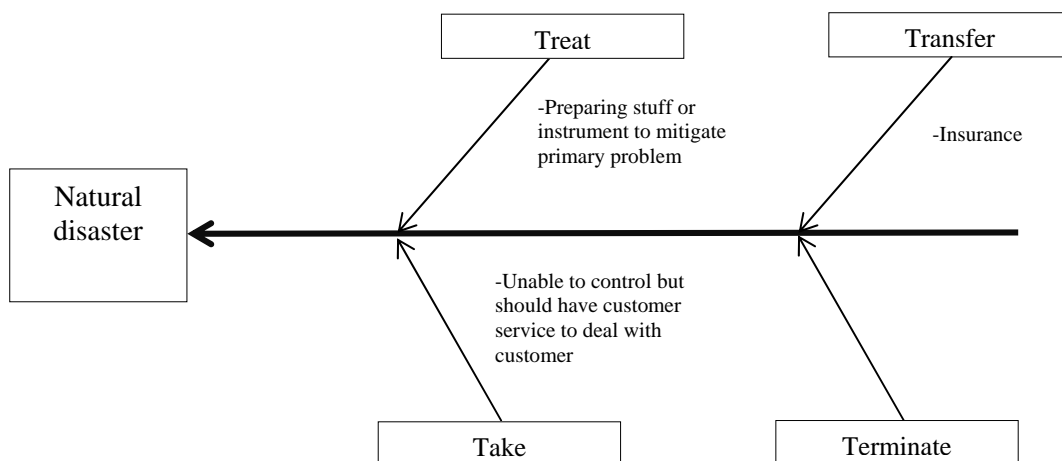 Treat
Transfer
-Preparing stuff or
instrument to mitigate
primary problem
-Insurance
Natural
disaster
-Unable to control but
should have customer
service to deal with
customer
Take
Terminate